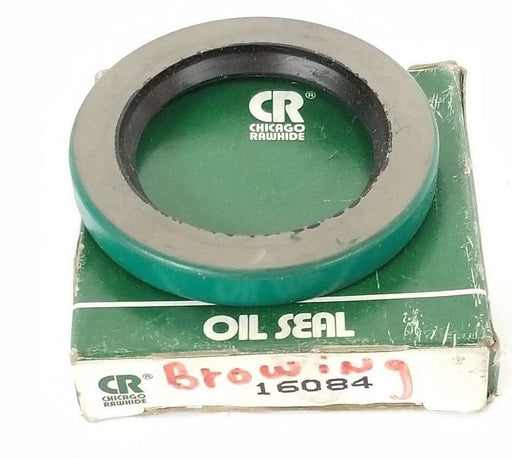 CR®
CHICAGO
RAWHIDE
OIL SEAL
Browing
CR®
CHICAGO
RAWHIDE
16084